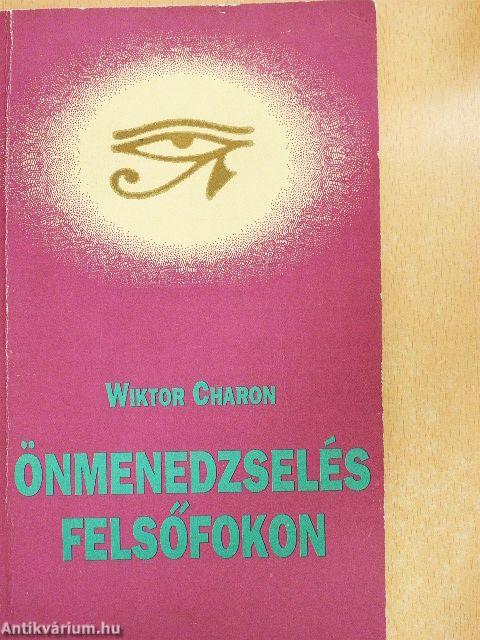 WIKTOR CHARON
ÖNMENEDZSELÉS
FELSŐFOKON
Antikvárium.hu